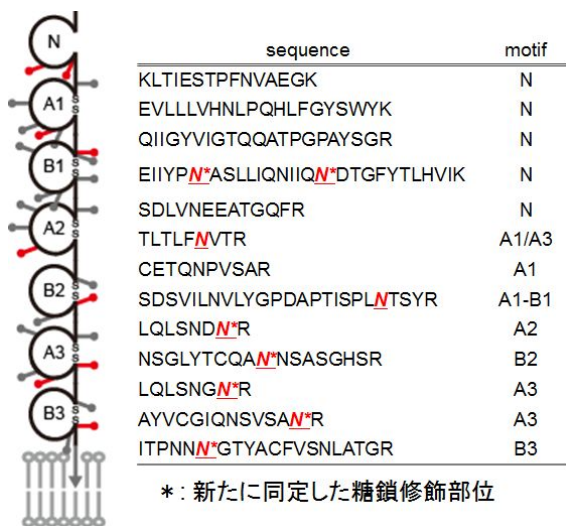 sequence motif
KLTIESTPFNVAEGK N
EVLLLVHNLPQHLFGYSWYK N
QIIGYVIGTQQATPGPAYSGR N
EIIYPN*ASLLIQNIIQN*DTGFYTLHVIK N
SDLVNEEATGQFR N
TLTLFNVTR A1/A3
CETQNPVSAR A1
SDSVILNVLYGPDAPTISPLNTSYR A1-B1
LQLSNDN*R A2
NSGLYTCQAN*NSASGHSR B2
LQLSNGN*R A3
AYVCGIQNSVSAN*R A3
ITPNNN*GTYACFVSNLATGR B3
*: 新たに同定した糖鎖修飾部位
N
A1
S
S
B1
S
S
A2
S
S
B2
S
S
A3
S
S
B3
S
S